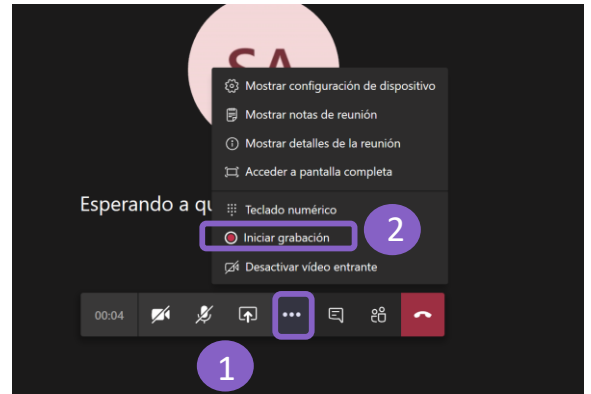 SA
Mostrar configuración de dispositivo
Mostrar notas de reunión
Mostrar detalles de la reunión
Acceder a pantalla completa
Esperando a qu
Teclado numérico
Iniciar grabación
2
Desactivar vídeo entrante
00:04
1